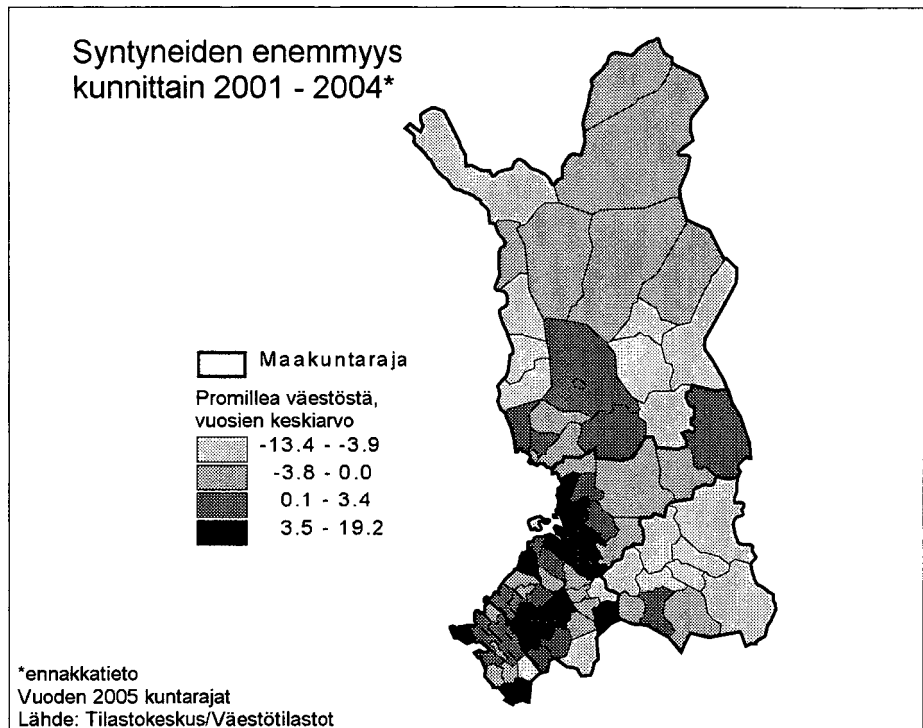 Syntyneiden enemmyys
kunnittain 2001 - 2004*
Maakuntaraja
Promillea väestöstä,
vuosien keskiarvo
-13.4 - -3.9
-3.8 - 0.0
0.1 - 3.4
3.5 - 19.2
*ennakkatieto
Vuoden 2005 kuntarajat
Lähde: Tilastokeskus/Väestötilastot